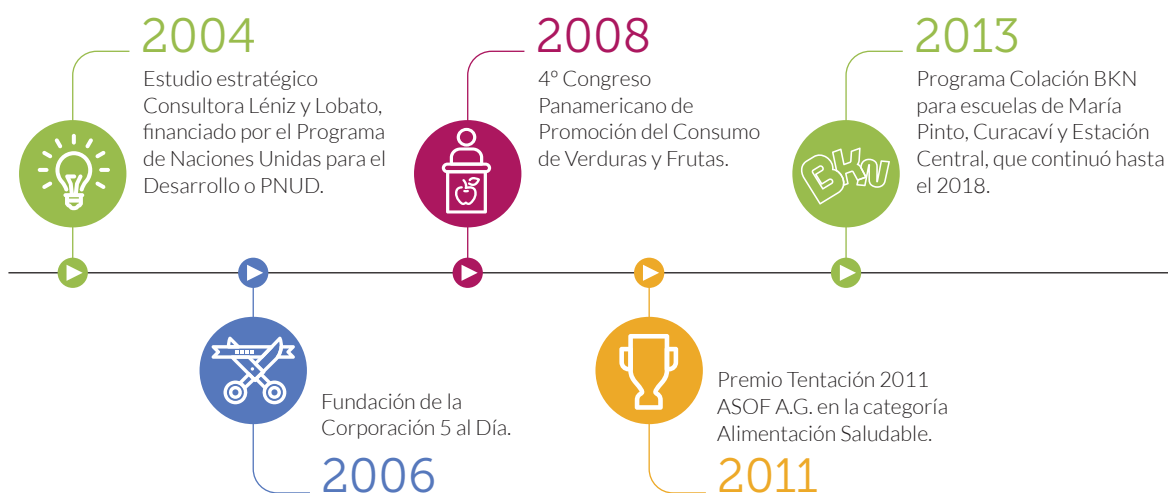 2004
Estudio estratégico
Consultora Léniz y Lobato,
financiado por el Programa
de Naciones Unidas para el
Desarrollo o PNUD.
2008
4º Congreso
Panamericano de
Promoción del Consumo
de Verduras y Frutas.
2013
Programa Colación BKN
para escuelas de María
Pinto, Curacaví y Estación
Central, que continuó hasta
el 2018.
BKN
Fundación de la
Corporación 5 al Día.
2006
Premio Tentación 2011
ASOF A.G. en la categoría
Alimentación Saludable.
2011